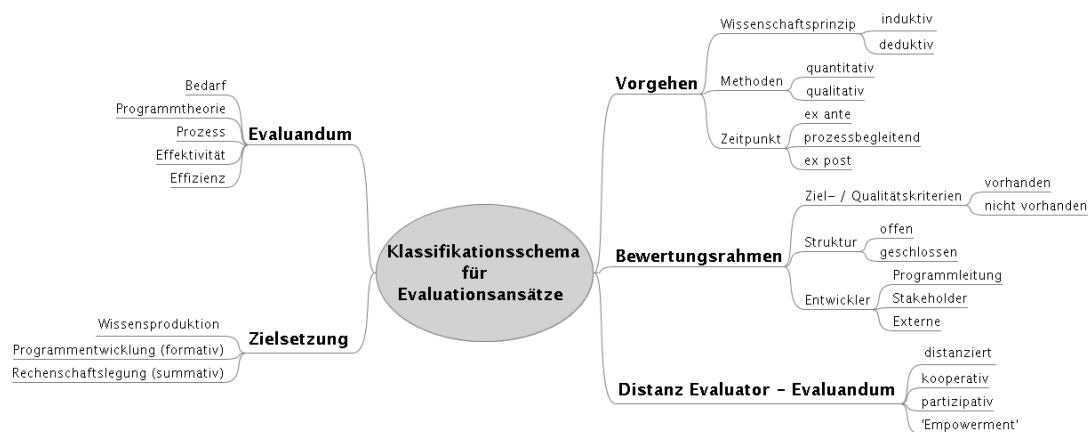 Klassifikationsschema
für
Evaluationsansätze
Evaluandum
Bedarf
Programmtheorie
Prozess
Effektivität
Effizienz
Zielsetzung
Wissensproduktion
Programmentwicklung (formativ)
Rechenschaftslegung (summativ)
Vorgehen
Wissenschaftsprinzip
induktiv
deduktiv
Methoden
quantitativ
qualitativ
Zeitpunkt
ex ante
prozessbegleitend
ex post
Bewertungsrahmen
Ziel- / Qualitätskriterien
vorhanden
nicht vorhanden
Struktur
offen
geschlossen
Entwickler
Programmleitung
Stakeholder
Externe
Distanz Evaluator - Evaluandum
distanziert
kooperativ
partizipativ
'Empowerment'